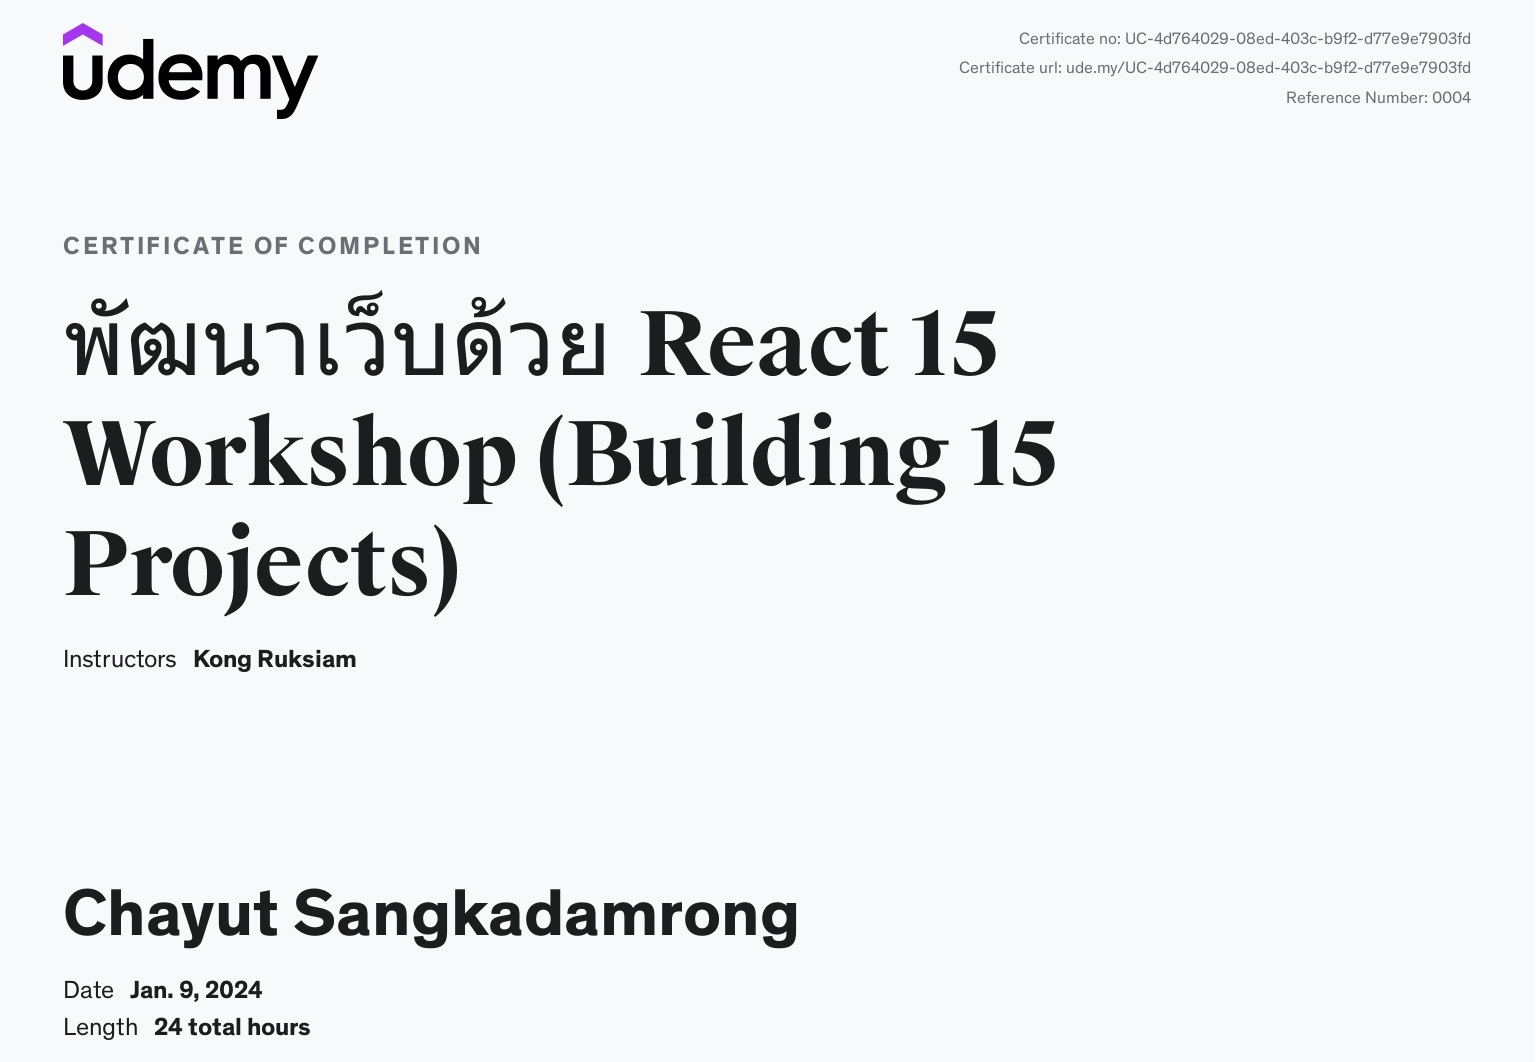 udemy
Certificate no: UC-4d764029-08ed-403c-b9f2-d77e9e7903fd
Certificate url: ude.my/UC-4d764029-08ed-403c-b9f2-d77e9e7903fd
Reference Number: 0004
CERTIFICATE OF COMPLETION
พัฒนาเว็บด้วย React 15
Workshop (Building 15
Projects)
Instructors Kong Ruksiam
Chayut Sangkadamrong
Date Jan. 9, 2024
Length 24 total hours